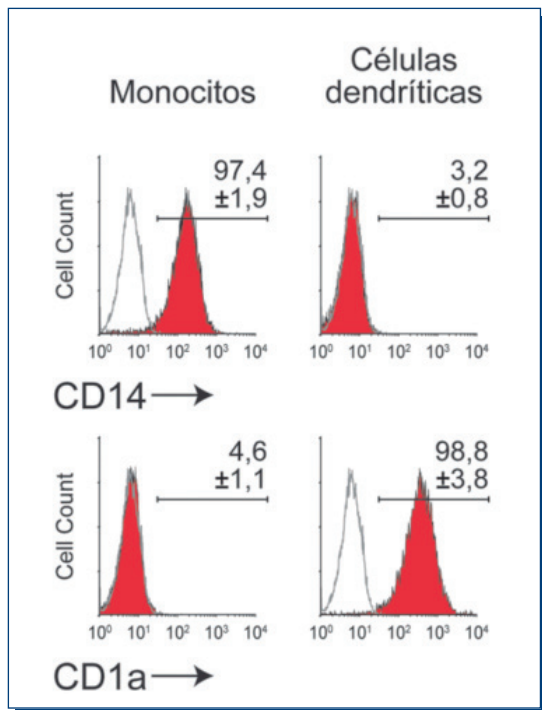 Monocitos
Células
dendríticas
97,4
±1,9
3,2
±0,8
Cell Count
10⁰ 10¹ 10² 10³ 10⁴
10⁰ 10¹ 10² 10³ 10⁴
CD14
4,6
±1,1
98,8
±3,8
Cell Count
10⁰ 10¹ 10² 10³ 10⁴
10⁰ 10¹ 10² 10³ 10⁴
CD1a